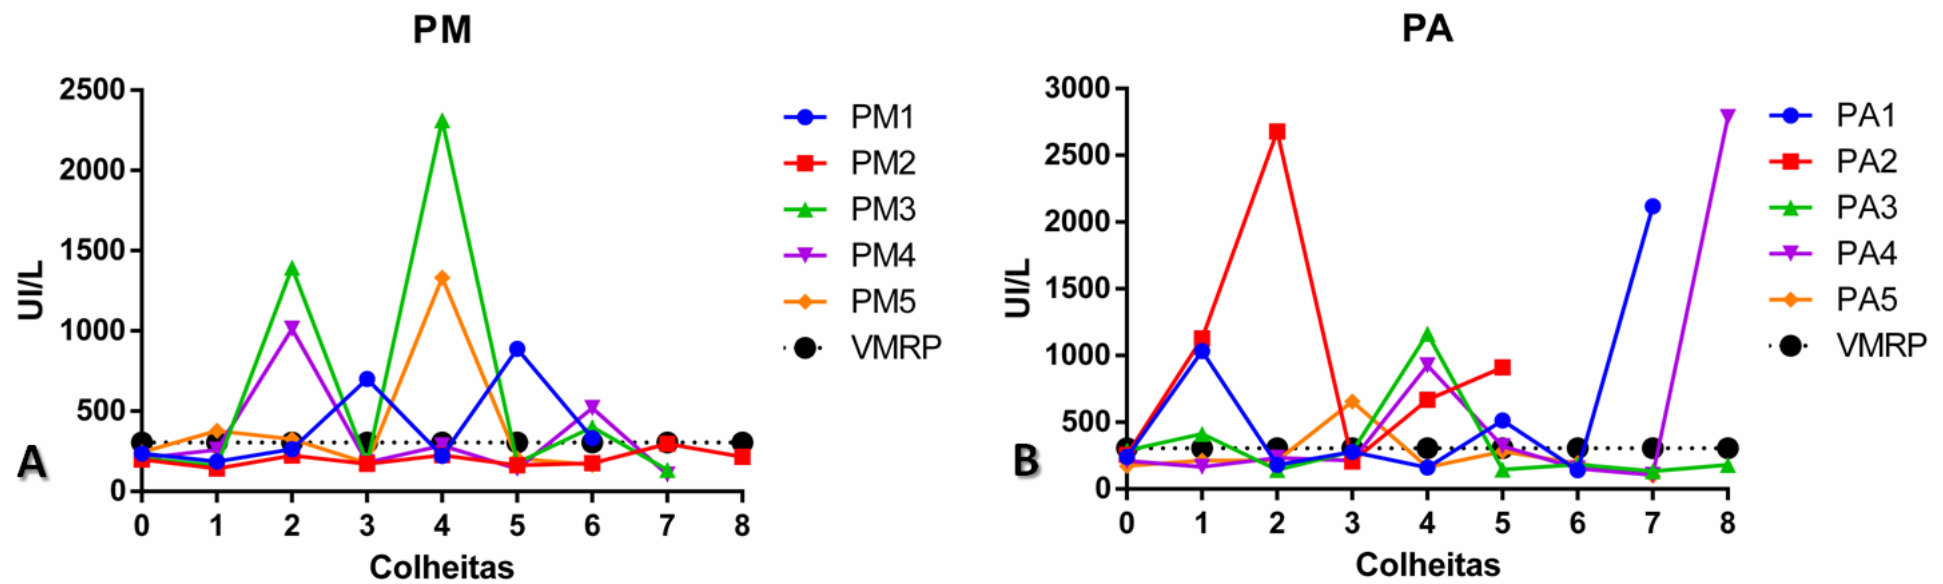 PM
2500
2000
1500
1000
500
0
UI/L
0 1 2 3 4 5 6 7 8
Colheitas
A
PM1
PM2
PM3
PM4
PM5
VMRP
PA
3000
2500
2000
1500
1000
500
0
UI/L
0 1 2 3 4 5 6 7 8
Colheitas
B
PA1
PA2
PA3
PA4
PA5
VMRP